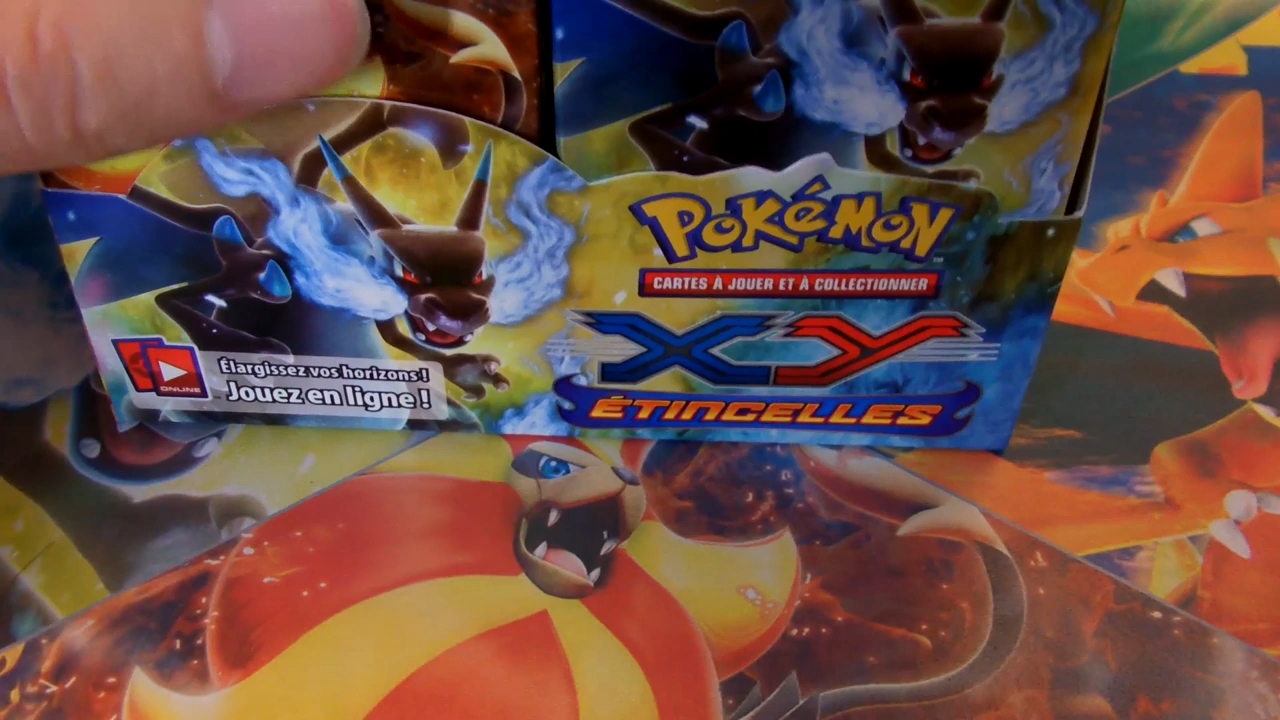 POKéMON
CARTES À JOUER ET À COLLECTIONNER
XY
ÉTINCELLES
ONLINE
Élargissez vos horizons !
Jouez en ligne !